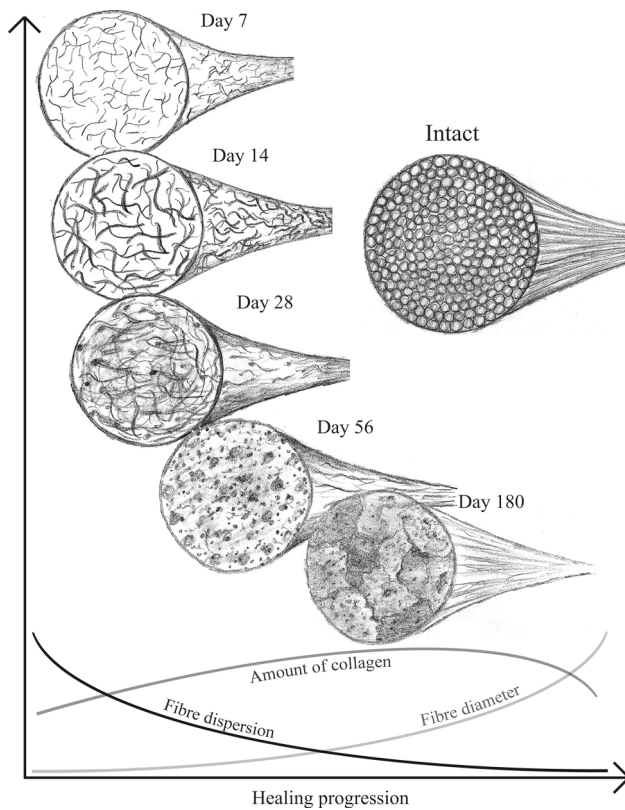 Day 7
Day 14
Intact
Day 28
Day 56
Day 180
Amount of collagen
Fibre dispersion
Fibre diameter
Healing progression